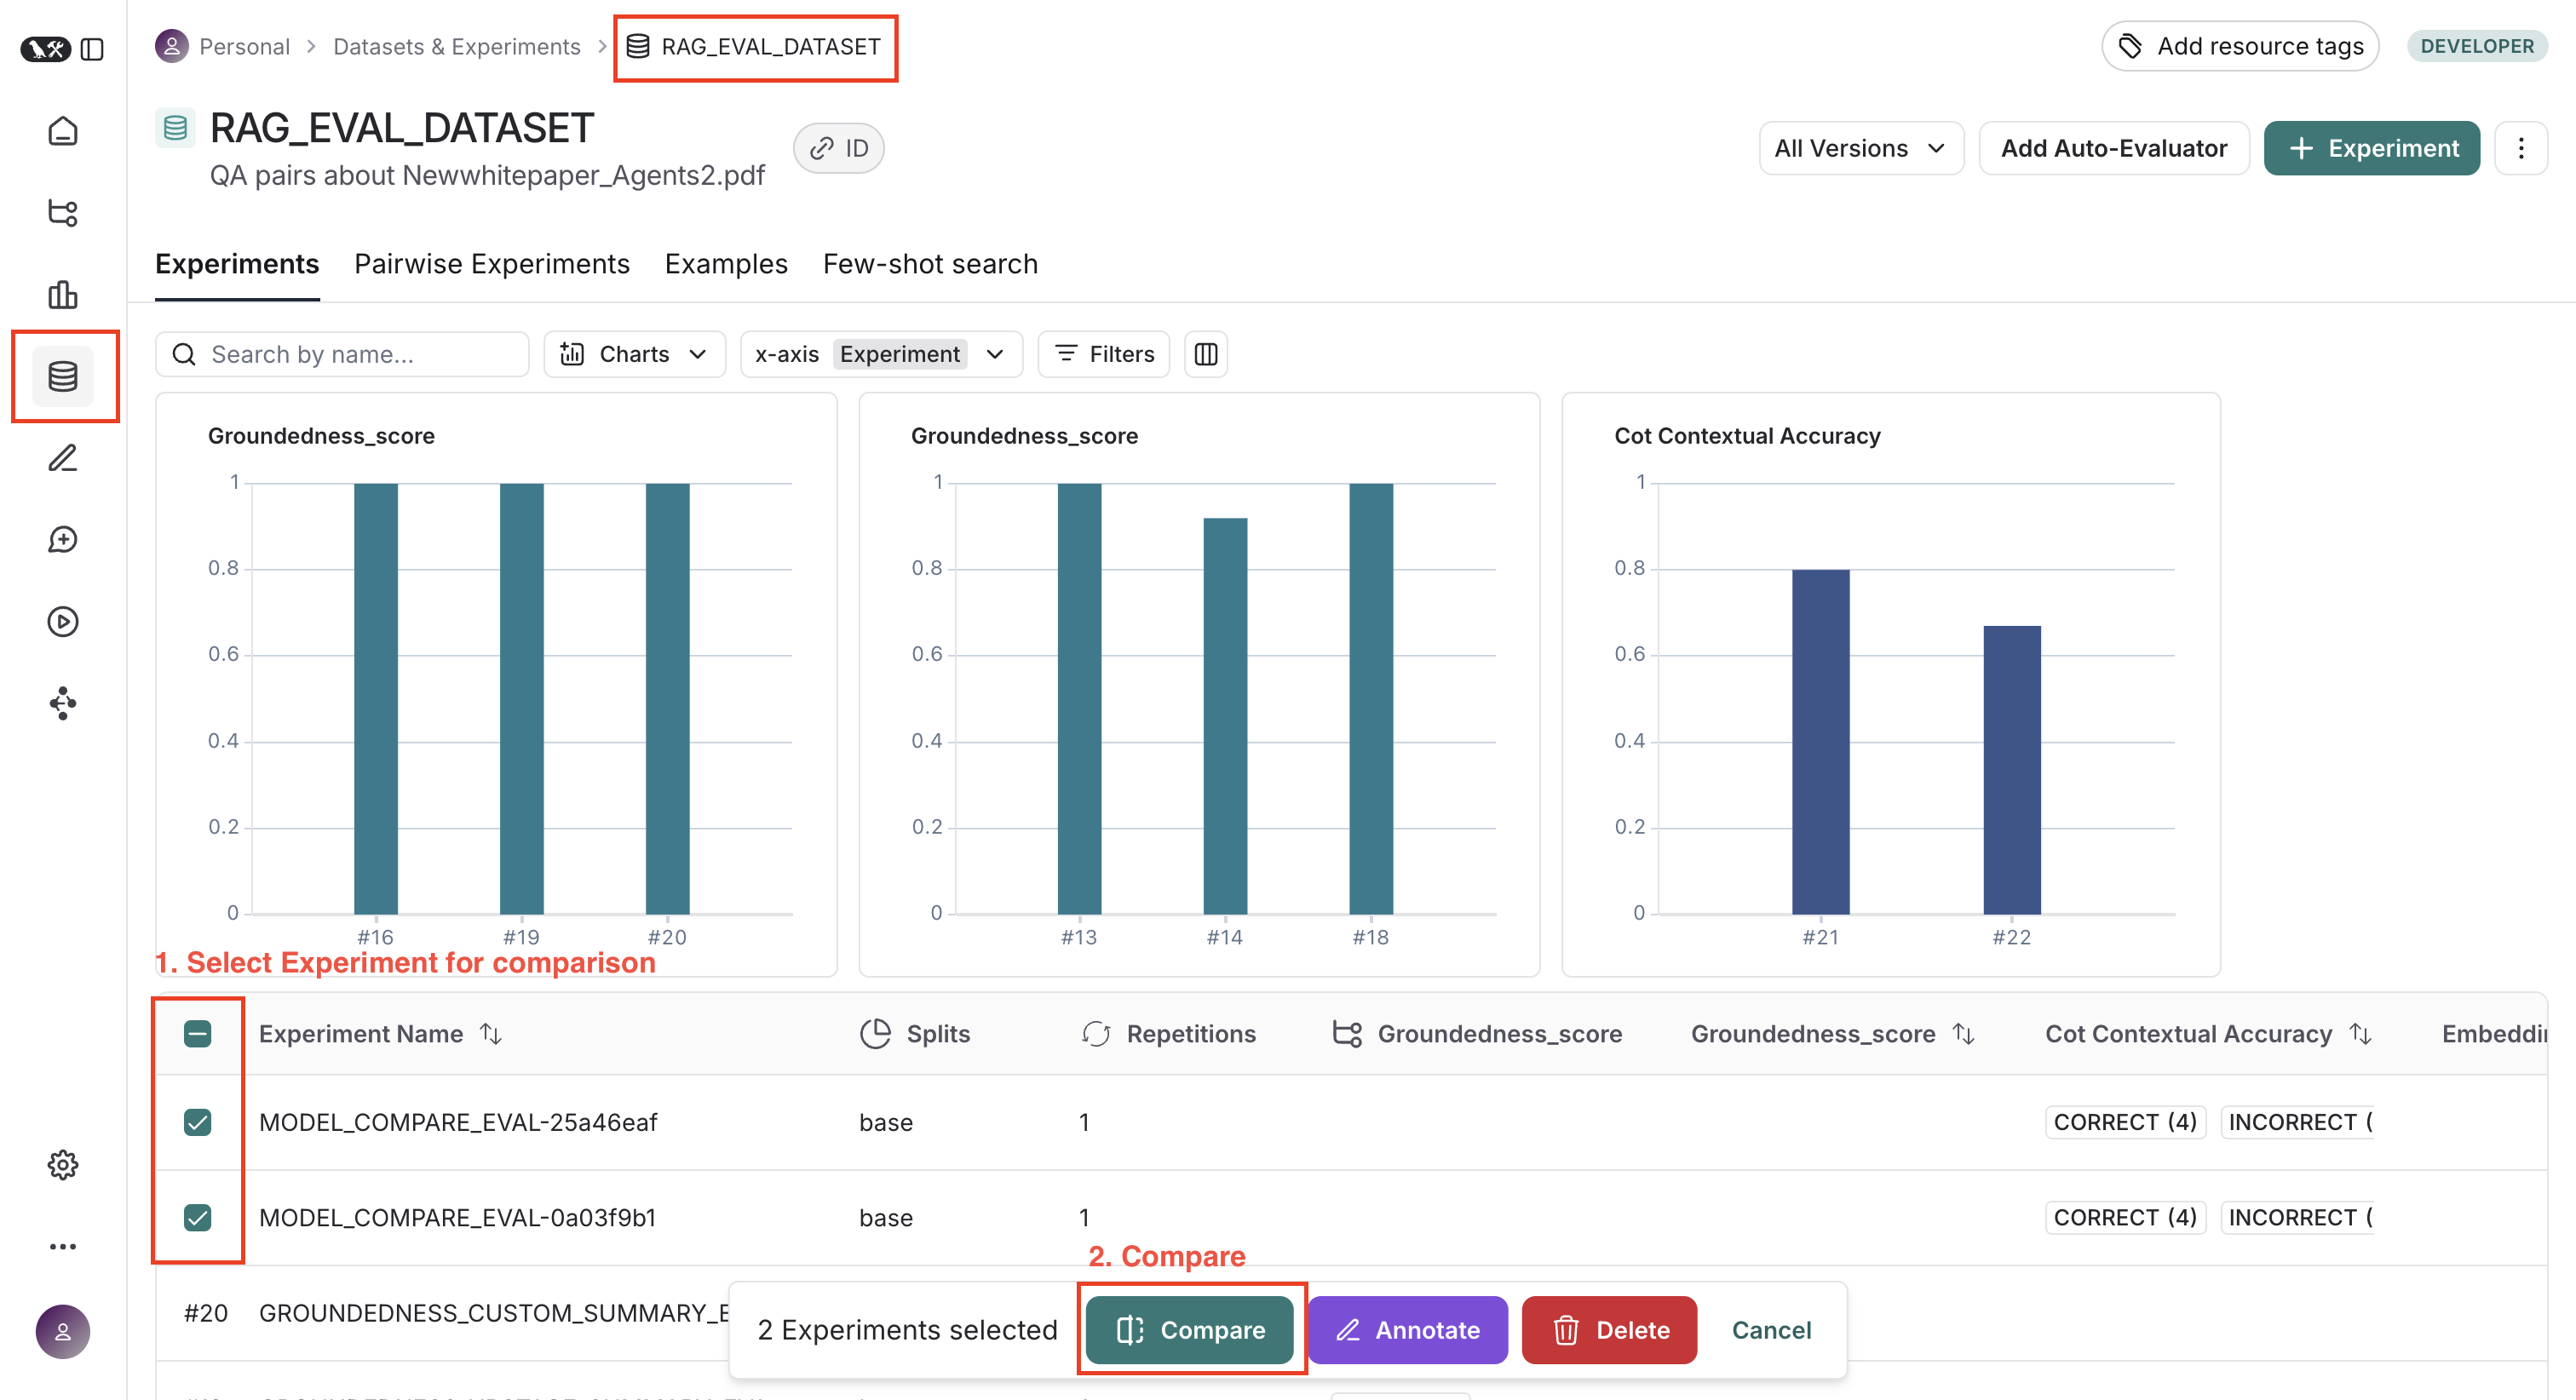 Personal > Datasets & Experiments > RAG_EVAL_DATASET
Add resource tags
DEVELOPER
RAG_EVAL_DATASET
QA pairs about Newwhitepaper_Agents2.pdf
ID
All Versions
Add Auto-Evaluator
+ Experiment
Experiments Pairwise Experiments Examples Few-shot search
Search by name...
Charts
x-axis Experiment
Filters
Groundedness_score
1
0.8
0.6
0.4
0.2
0
#16 #19 #20
Groundedness_score
1
0.8
0.6
0.4
0.2
0
#13 #14 #18
Cot Contextual Accuracy
1
0.8
0.6
0.4
0.2
0
#21 #22
1. Select Experiment for comparison
Experiment Name Splits Repetitions Groundedness_score Groundedness_score Cot Contextual Accuracy Embeddin
MODEL_COMPARE_EVAL-25a46eaf base 1 CORRECT (4) INCORRECT (
MODEL_COMPARE_EVAL-0a03f9b1 base 1 CORRECT (4) INCORRECT (
2. Compare
#20 GROUNDEDNESS_CUSTOM_SUMMARY_E
2 Experiments selected Compare Annotate Delete Cancel